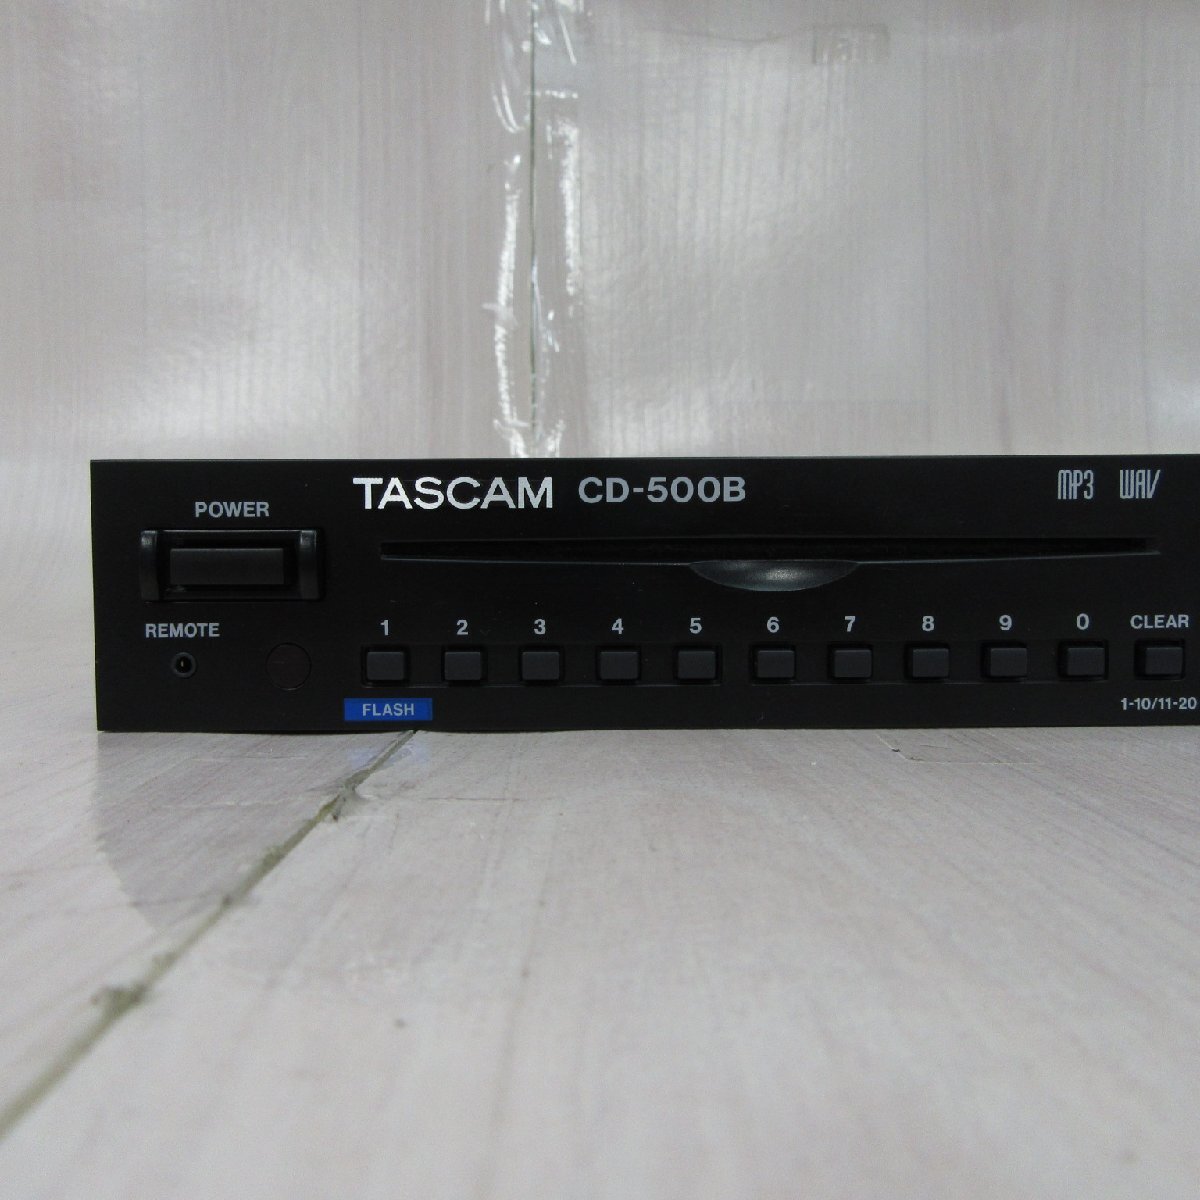 POWER
TASCAM CD-500B
MP3 WAV
REMOTE
1 2 3 4 5 6 7 8 9 0 CLEAR
FLASH
1-10/11-20